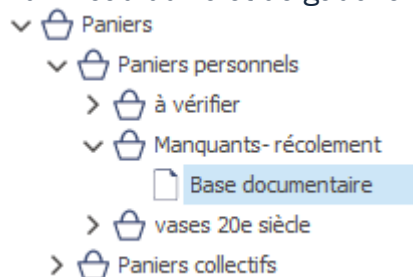 Paniers
Paniers personnels
à vérifier
Manquants- récolement
Base documentaire
vases 20e siècle
Paniers collectifs